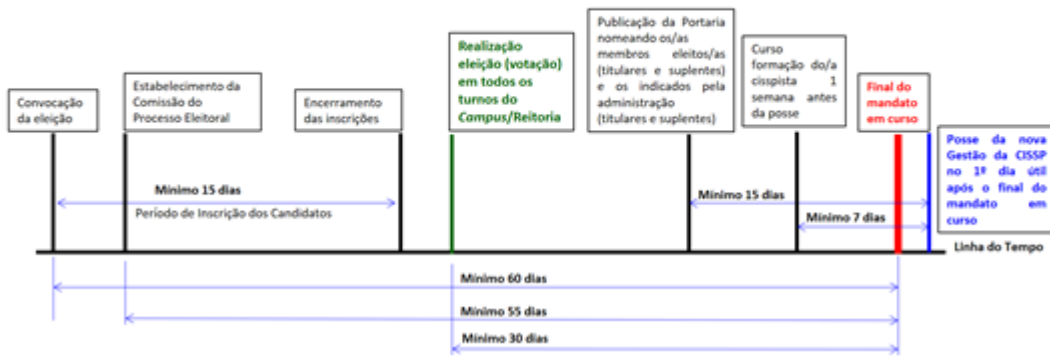 Convocação
da eleição
Estabelecimento da
Comissão do
Processo Eleitoral
Encerramento
das inscrições
Realização
eleição (votação)
em todos os
turnos do
Campus/Reitoria
Publicação da Portaria
nomeando os/as
membros eleitos/as
(titulares e suplentes)
e os indicados pela
administração
(titulares e suplentes)
Curso
formação do/a
cisspista 1
semana antes
da posse
Final do
mandato
em curso
Posse da nova
Gestão da CISSP
no 1º dia útil
após o final do
mandato em
curso
Mínimo 15 dias
Período de Inscrição dos Candidatos
Mínimo 15 dias
Mínimo 7 dias
Linha do Tempo
Mínimo 60 dias
Mínimo 55 dias
Mínimo 30 dias